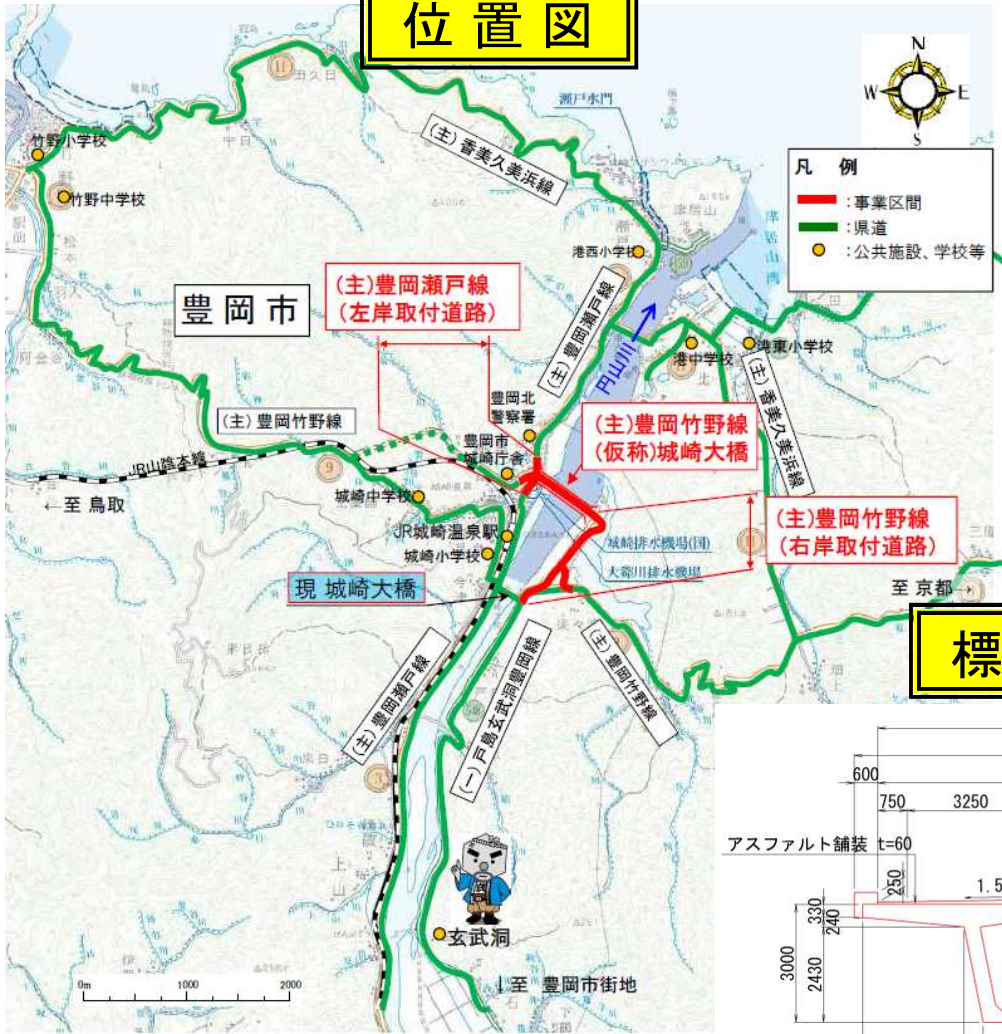 位置図
N
W
E
S
凡　例
：事業区間
：県道
：公共施設、学校等
田久日
瀬戸水門
竹野小学校
(主)香美久美浜線
竹野中学校
津居山
港西小学校
(主)豊岡瀬戸線
(左岸取付道路)
豊岡市
(主)豊岡瀬戸線
円山川
港中学校
港東小学校
(主)香美久美浜線
豊岡北
警察署
(主)豊岡竹野線
(仮称)城崎大橋
(主)豊岡竹野線
豊岡市
城崎庁舎
JR山陰本線
9
←至 鳥取
城崎中学校
JR城崎温泉駅
城崎小学校
(主)豊岡竹野線
(右岸取付道路)
城崎排水機場(国)
現 城崎大橋
至 京都→
(主)豊岡瀬戸線
(一)戸島玄武洞豊岡線
(主)豊岡竹野線
標
来日岳
3
玄武洞
↓至 豊岡市街地
0m
1000
2000
600
750
3250
アスファルト舗装 t=60
250
1.5
330
240
3000
2430